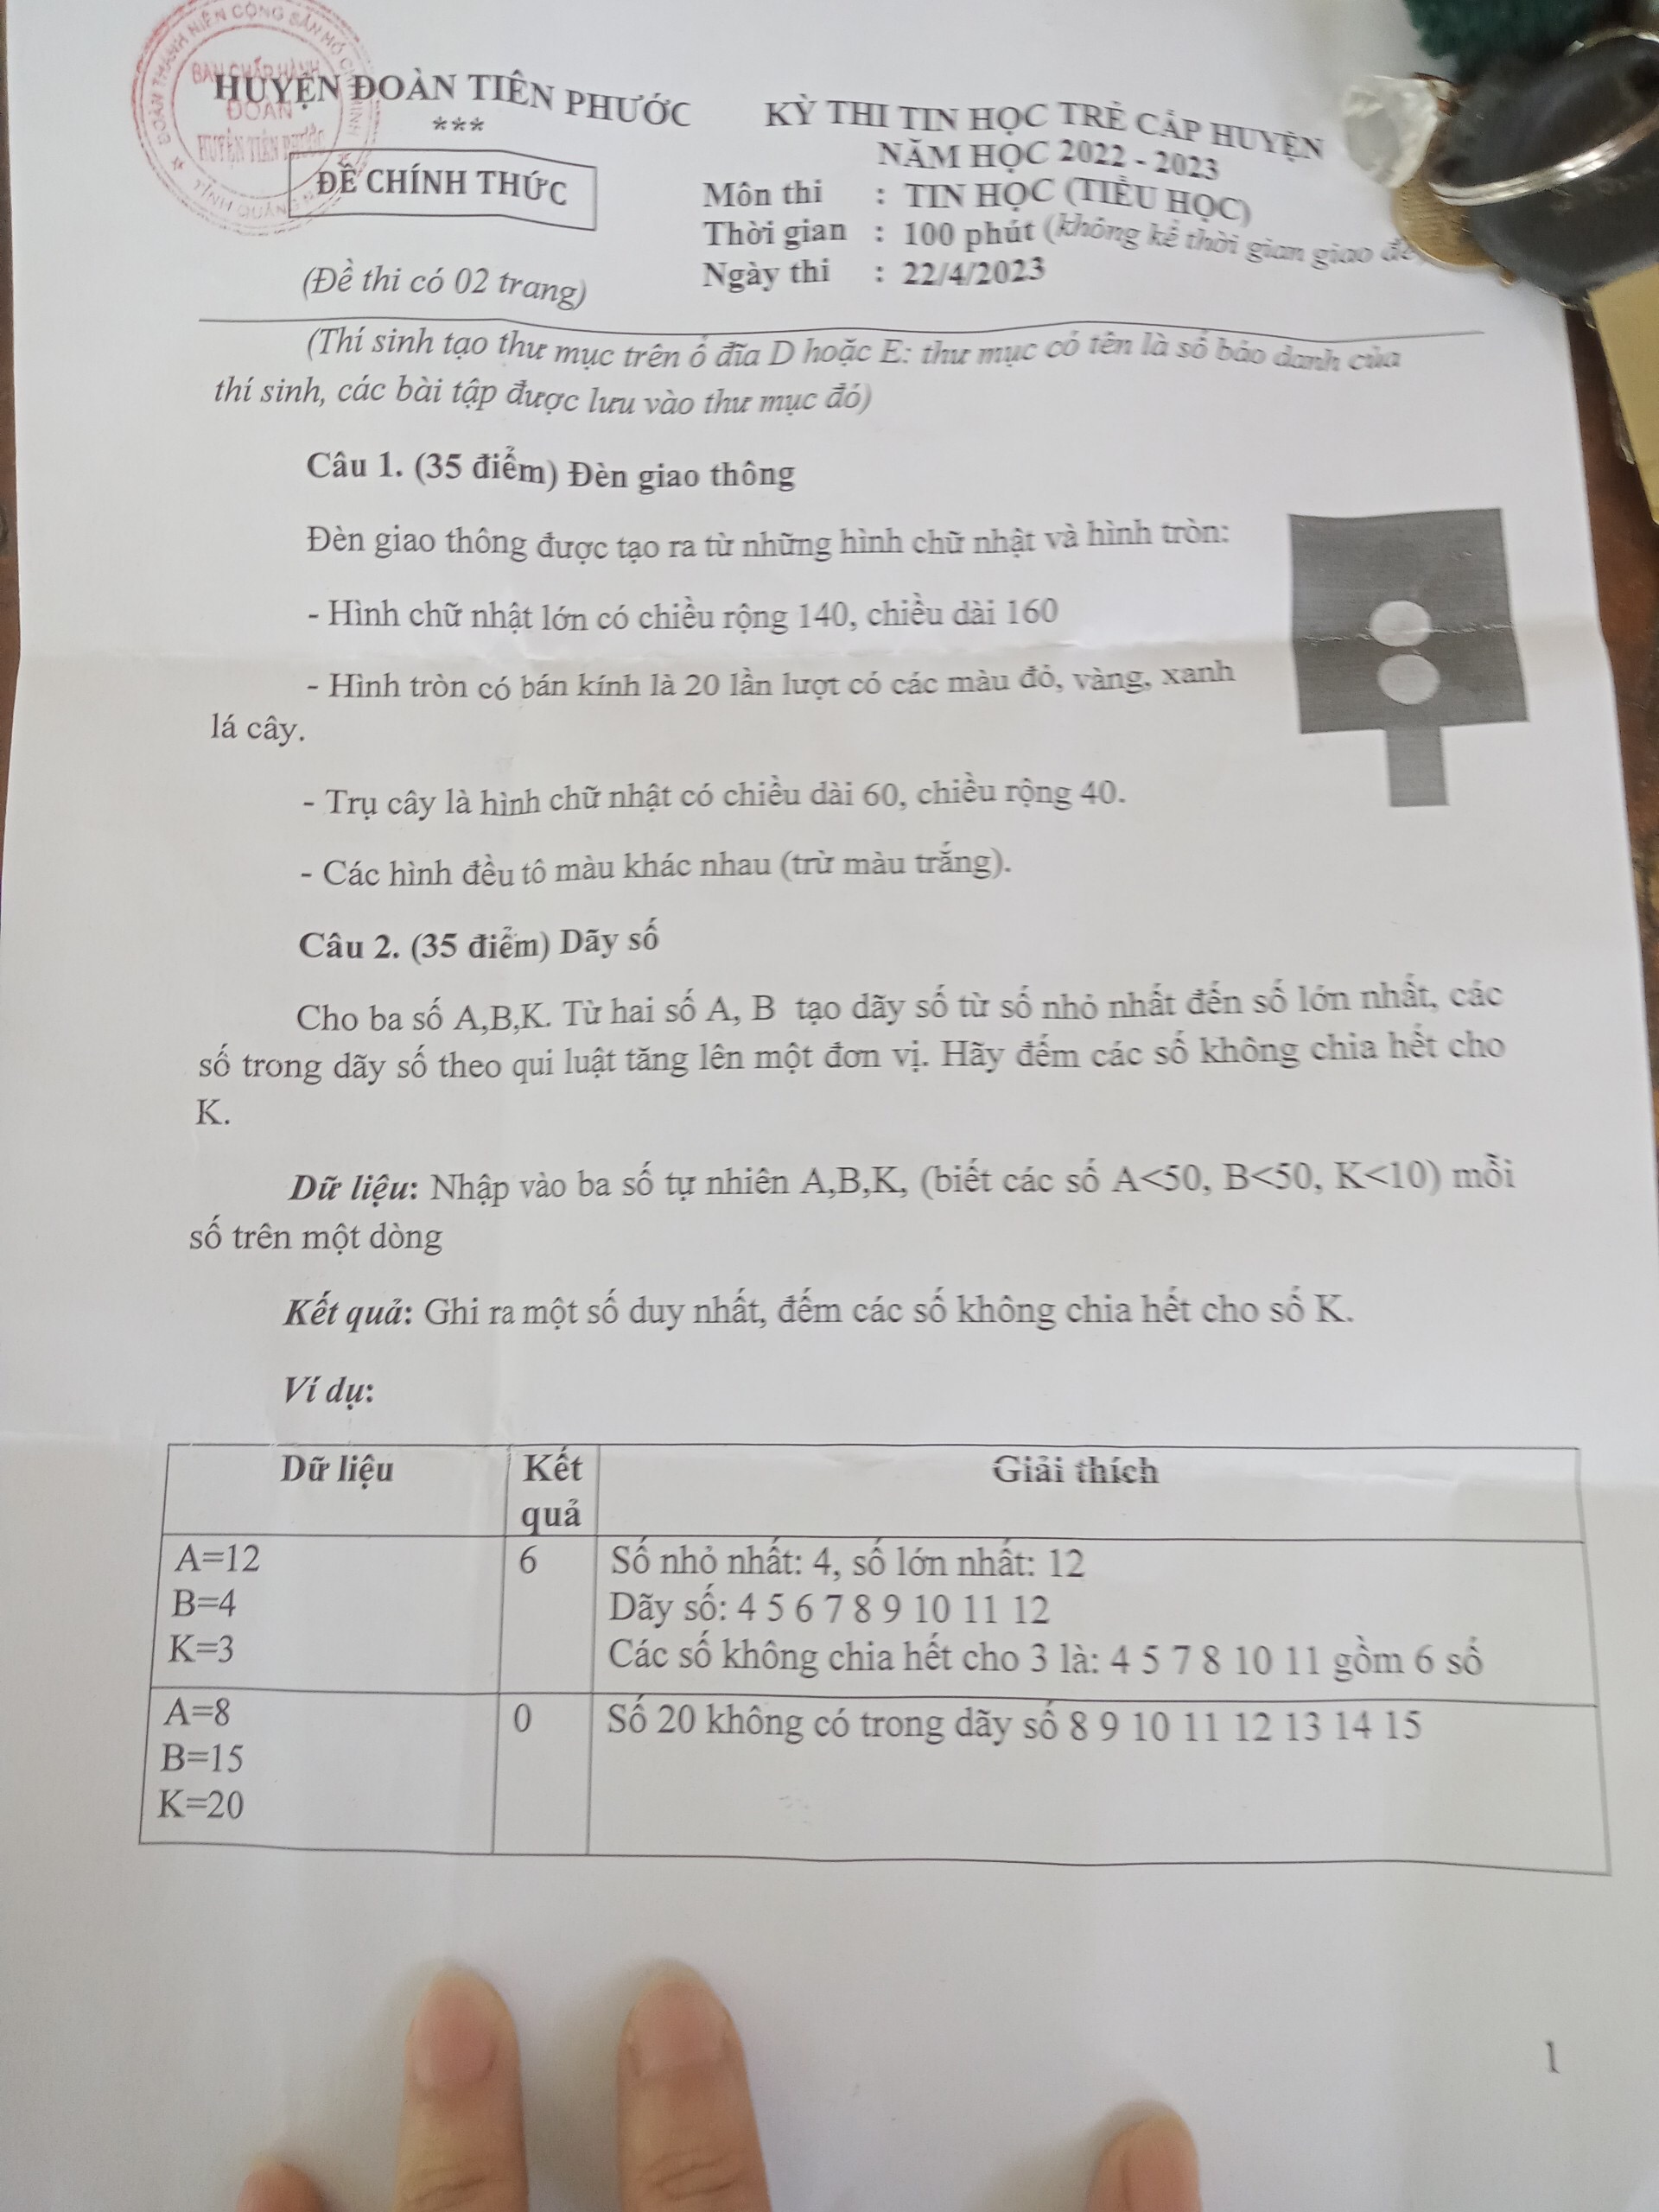 ĐOÀN THANH NIÊN CỘNG SẢN HỒ CHÍ MINH
BAN CHẤP HÀNH
ĐOÀN
HUYỆN TIÊN PHƯỚC
HUYỆN ĐOÀN TIÊN PHƯỚC
***
ĐỀ CHÍNH THỨC
(Đề thi có 02 trang)
KỲ THI TIN HỌC TRẺ CẤP HUYỆN
NĂM HỌC 2022 - 2023
Môn thi : TIN HỌC (TIỂU HỌC)
Thời gian : 100 phút (không kể thời gian giao đề
Ngày thi : 22/4/2023
(Thí sinh tạo thư mục trên ổ đĩa D hoặc E: thư mục có tên là số báo danh của
thí sinh, các bài tập được lưu vào thư mục đó)
Câu 1. (35 điểm) Đèn giao thông
Đèn giao thông được tạo ra từ những hình chữ nhật và hình tròn:
- Hình chữ nhật lớn có chiều rộng 140, chiều dài 160
- Hình tròn có bán kính là 20 lần lượt có các màu đỏ, vàng, xanh
lá cây.
- Trụ cây là hình chữ nhật có chiều dài 60, chiều rộng 40.
- Các hình đều tô màu khác nhau (trừ màu trắng).
Câu 2. (35 điểm) Dãy số
Cho ba số A,B,K. Từ hai số A, B tạo dãy số từ số nhỏ nhất đến số lớn nhất, các
số trong dãy số theo qui luật tăng lên một đơn vị. Hãy đếm các số không chia hết cho
K.
Dữ liệu: Nhập vào ba số tự nhiên A,B,K, (biết các số A<50, B<50, K<10) mỗi
số trên một dòng
Kết quả: Ghi ra một số duy nhất, đếm các số không chia hết cho số K.
Ví dụ:
Dữ liệu
Kết
quả
Giải thích
A=12
B=4
K=3
6
Số nhỏ nhất: 4, số lớn nhất: 12
Dãy số: 4 5 6 7 8 9 10 11 12
Các số không chia hết cho 3 là: 4 5 7 8 10 11 gồm 6 số
A=8
B=15
K=20
0
Số 20 không có trong dãy số 8 9 10 11 12 13 14 15
1